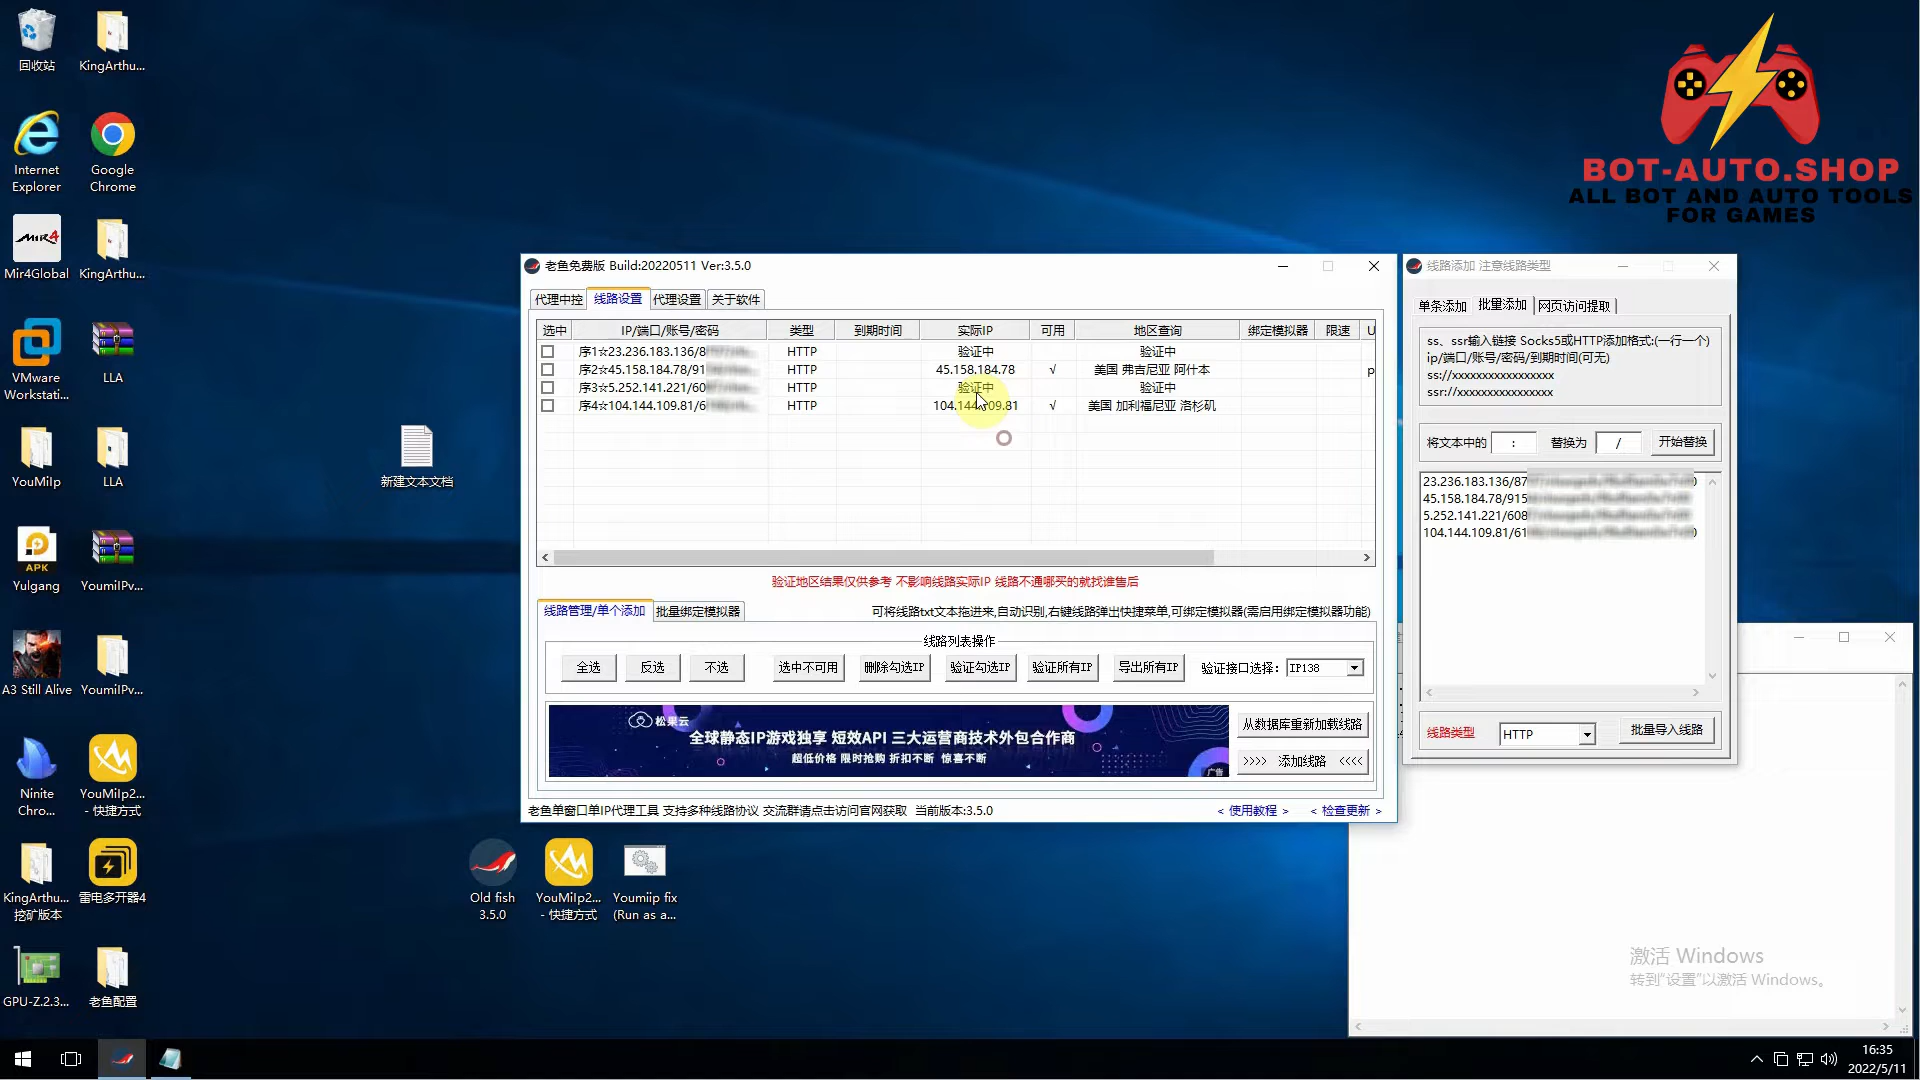 回收站
KingArthu...
Internet
Explorer
Google
Chrome
MIR4
Mir4Global
KingArthu...
VMware
Workstati...
LLA
YouMiIp
LLA
APK
Yulgang
YoumiIPv...
A3 Still Alive
YoumiIPv...
Ninite
Chro...
YouMiIp2...
- 快捷方式
KingArthu...
挖矿版本
雷电多开器4
GPU-Z.2.3...
老鱼配置
新建文本文档
Old fish
3.5.0
YouMiIp2...
- 快捷方式
Youmiip fix
(Run as a...
BOT-AUTO.SHOP
ALL BOT AND AUTO TOOLS
FOR GAMES
老鱼免费版 Build:20220511 Ver:3.5.0
代理中控 线路设置 代理设置 关于软件
选中 IP/端口/账号/密码 类型 到期时间 实际IP 可用 地区查询 绑定模拟器 限速 U
序1☆23.236.183.136/8 HTTP 验证中 验证中
序2☆45.158.184.78/91 HTTP 45.158.184.78 √ 美国 弗吉尼亚 阿什本 p
序3☆5.252.141.221/60 HTTP 验证中 验证中
序4☆104.144.109.81/6 HTTP 104.144.109.81 √ 美国 加利福尼亚 洛杉矶
验证地区结果仅供参考 不影响线路实际IP 线路不通哪买的就找谁售后
线路管理/单个添加 批量绑定模拟器 可将线路txt文本拖进来,自动识别,右键线路弹出快捷菜单,可绑定模拟器(需启用绑定模拟器功能)
线路列表操作
全选 反选 不选 选中不可用 删除勾选IP 验证勾选IP 验证所有IP 导出所有IP 验证接口选择: IP138
松果云
全球静态IP游戏独享 短效API 三大运营商技术外包合作商
超低价格 限时抢购 折扣不断 惊喜不断
广告
从数据库重新加载线路
>>>> 添加线路 <<<<
老鱼单窗口单IP代理工具 支持多种线路协议 交流群请点击访问官网获取 当前版本:3.5.0 < 使用教程 > < 检查更新 >
线路添加 注意线路类型
单条添加 批量添加 网页访问提取
ss、ssr输入链接 Socks5或HTTP添加格式:(一行一个)
ip/端口/账号/密码/到期时间(可无)
ss://xxxxxxxxxxxxxxxxx
ssr://xxxxxxxxxxxxxxxx
将文本中的 : 替换为 / 开始替换
23.236.183.136/87
45.158.184.78/915
5.252.141.221/608
104.144.109.81/61
线路类型 HTTP 批量导入线路
激活 Windows
转到"设置"以激活 Windows。
16:35
2022/5/11